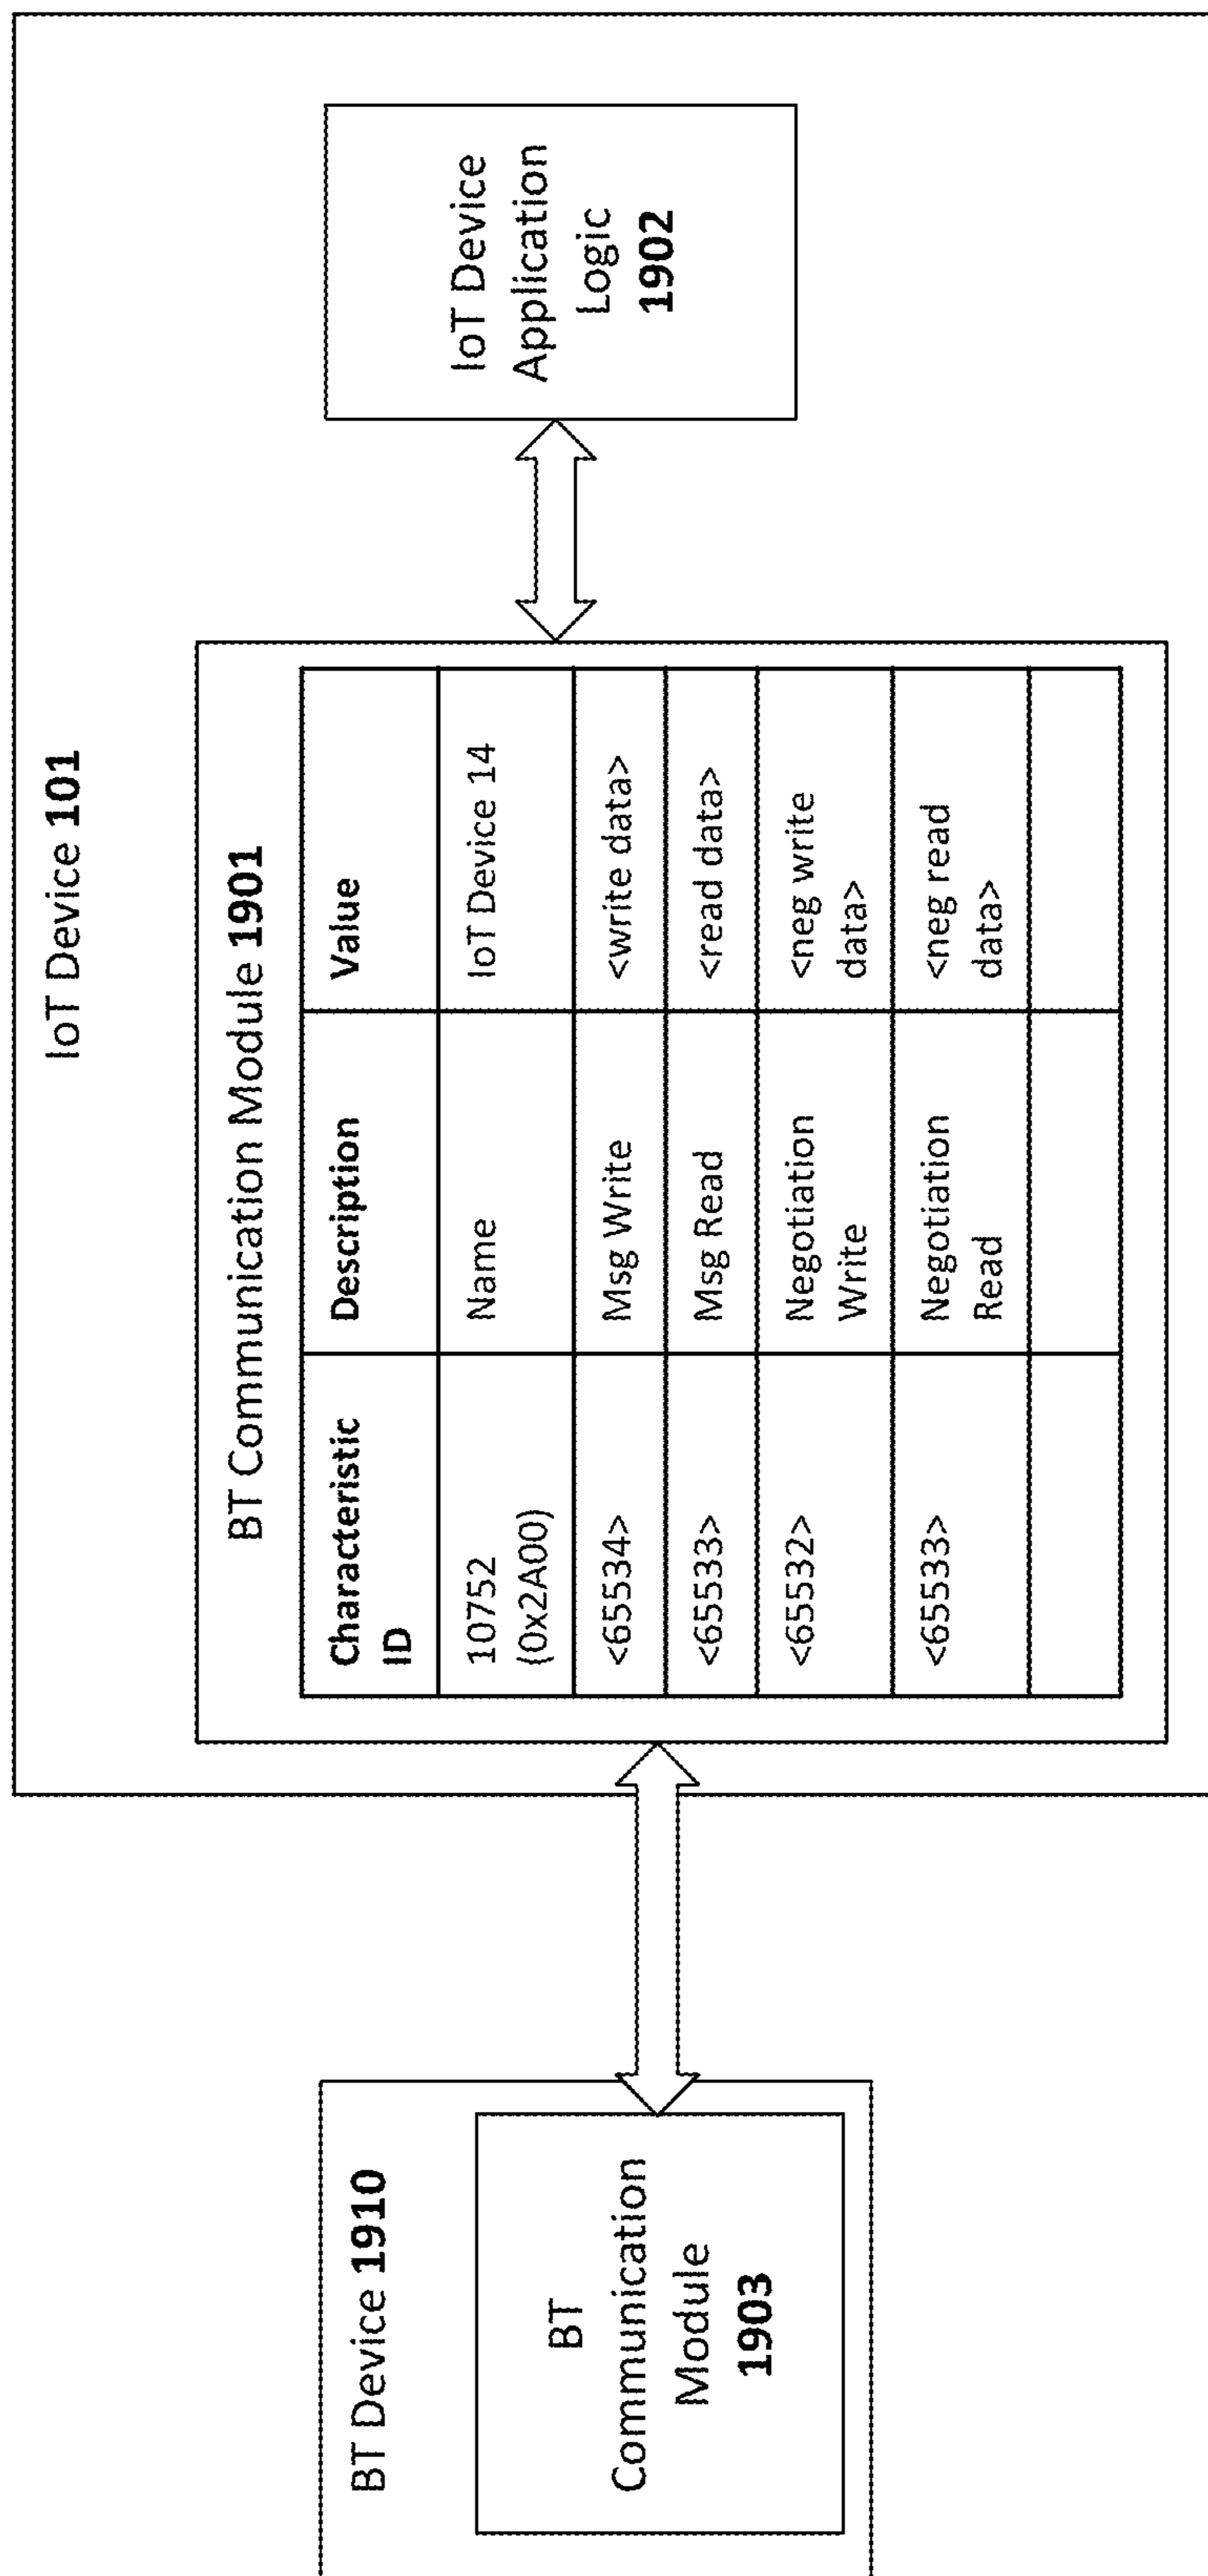 IoT Device 101
BT Communication Module 1901
Characteristic
ID
Description
Value
10752
(0x2A00)
Name
IoT Device 14
<65534>
Msg Write
<write data>
<65533>
Msg Read
<read data>
<65532>
Negotiation
Write
<neg write
data>
<65533>
Negotiation
Read
<neg read
data>
IoT Device
Application
Logic
1902
BT Device 1910
BT
Communication
Module
1903